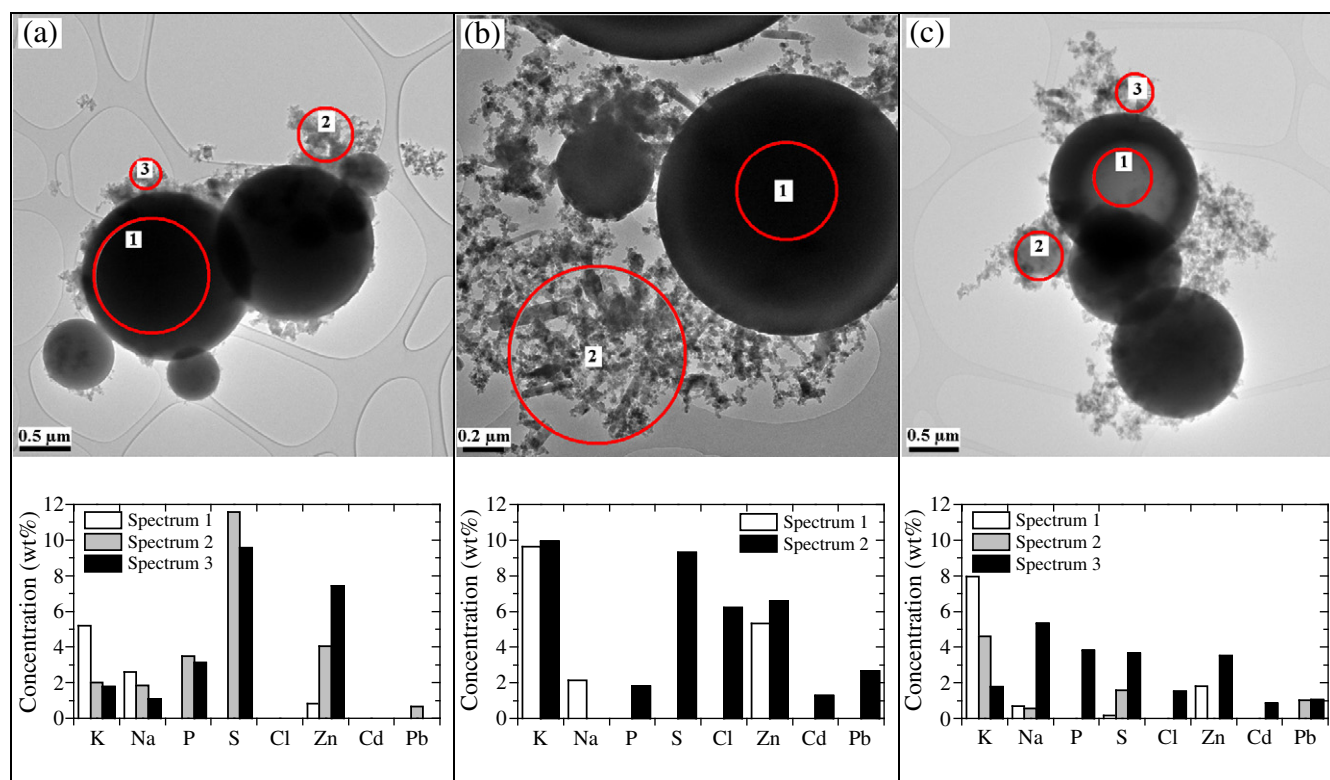 (a)
2
3
1
0.5 µm
(b)
1
2
0.2 µm
(c)
3
1
2
0.5 µm
Concentration (wt%)
12
10
8
6
4
2
0
Spectrum 1
Spectrum 2
Spectrum 3
K Na P S Cl Zn Cd Pb
Concentration (wt%)
12
10
8
6
4
2
0
Spectrum 1
Spectrum 2
K Na P S Cl Zn Cd Pb
Concentration (wt%)
12
10
8
6
4
2
0
Spectrum 1
Spectrum 2
Spectrum 3
K Na P S Cl Zn Cd Pb